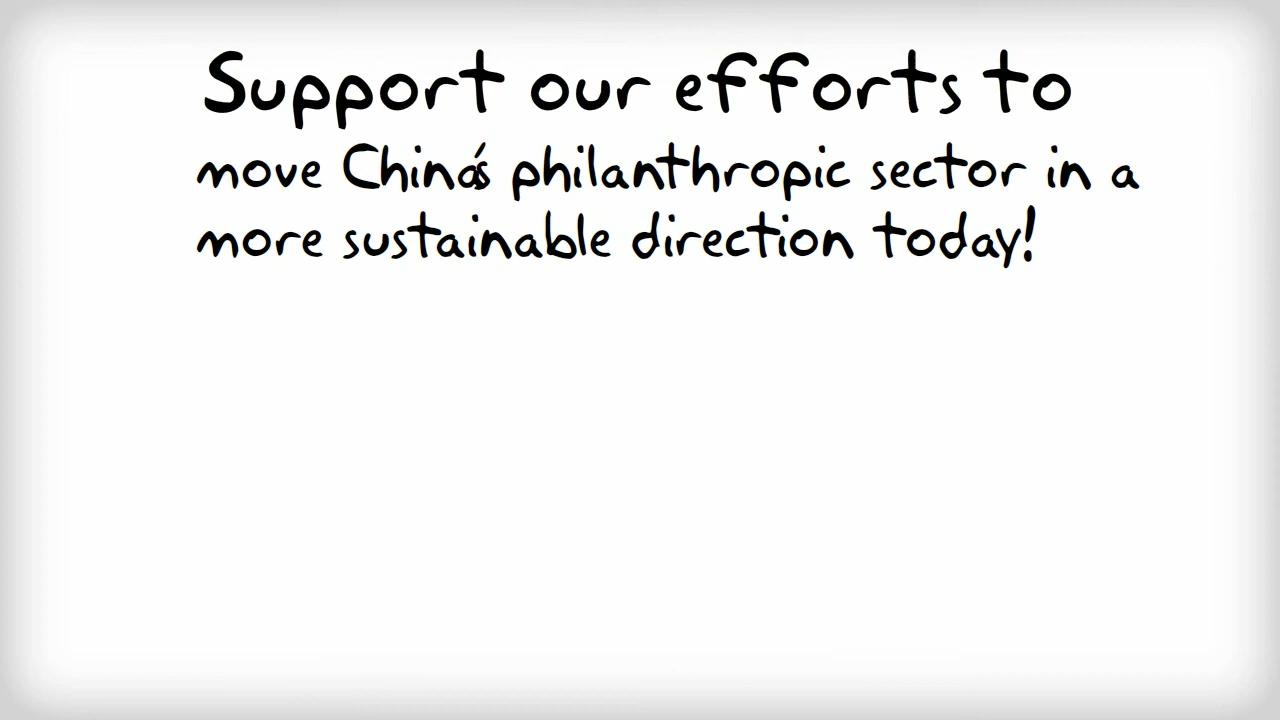 Support our efforts to
move China's philanthropic sector in a
more sustainable direction today!